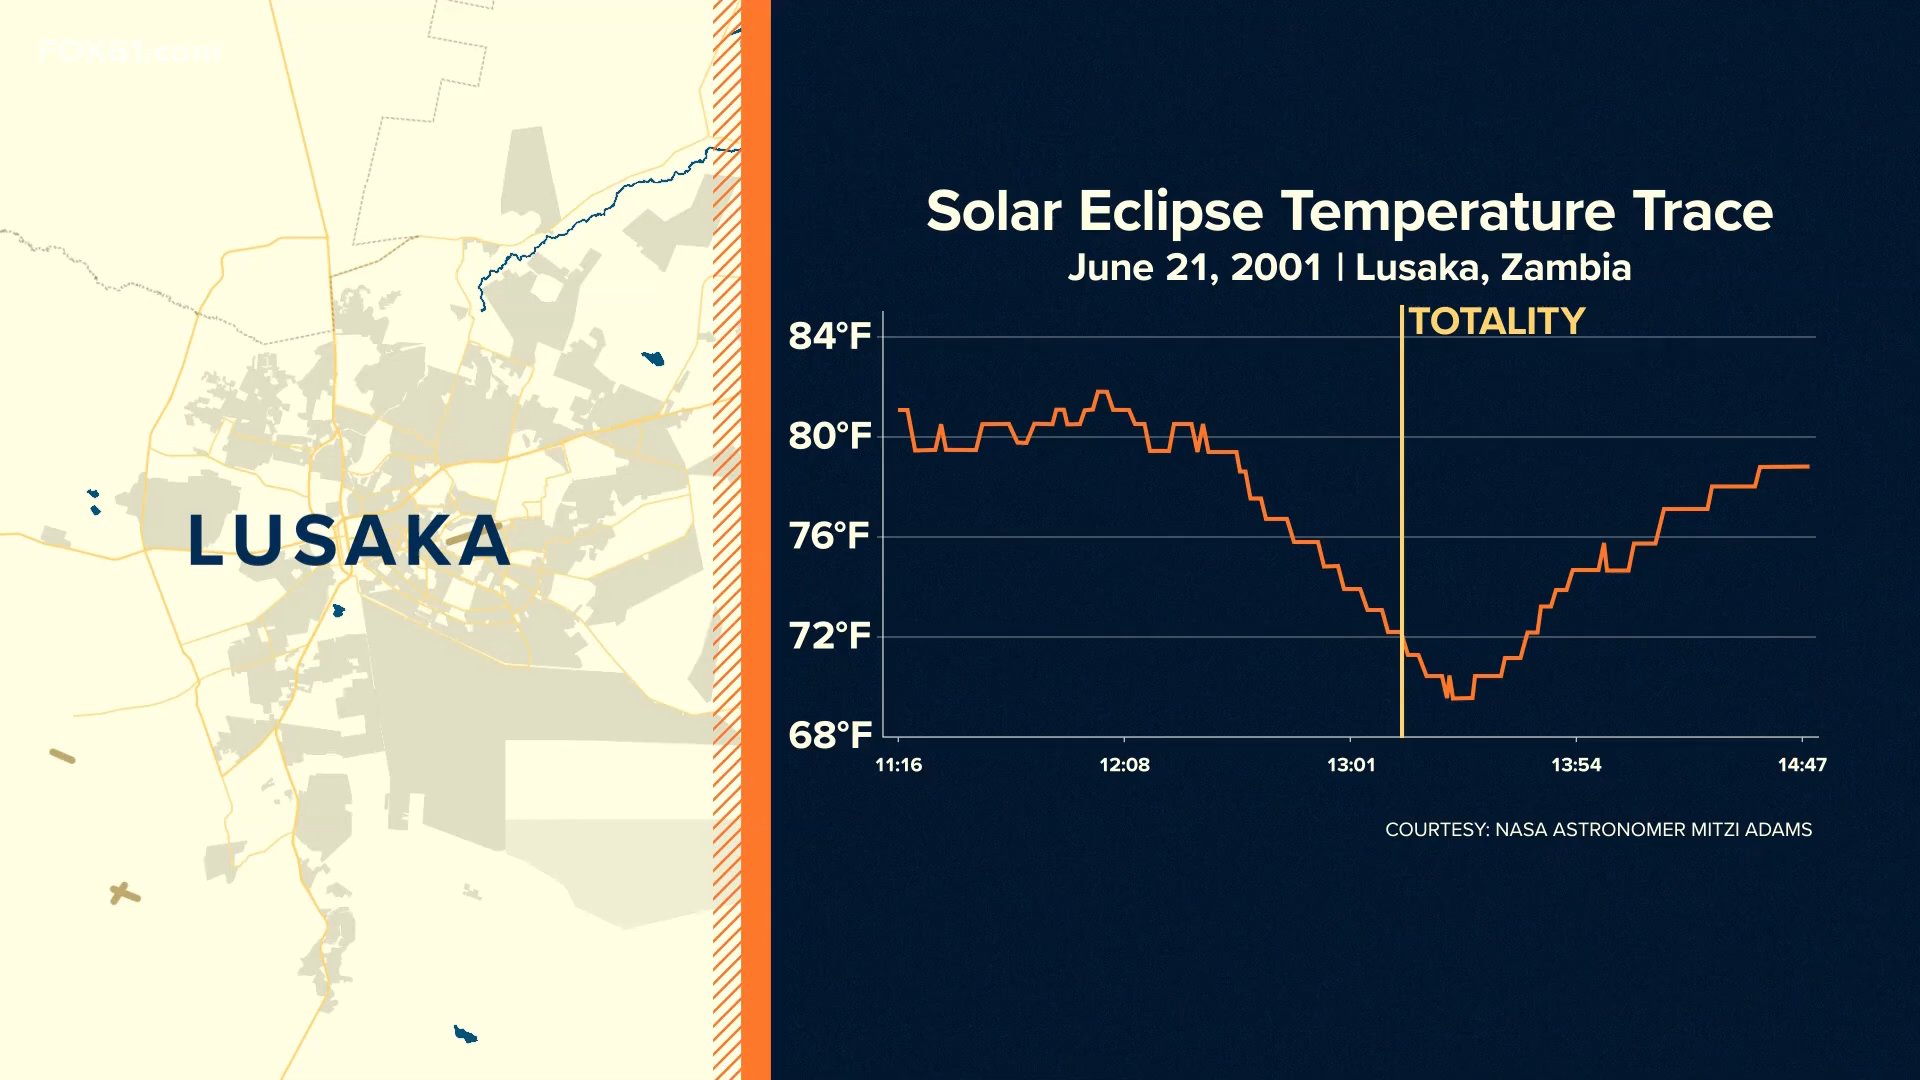 FOX61.com
LUSAKA
Solar Eclipse Temperature Trace
June 21, 2001 | Lusaka, Zambia
TOTALITY
84°F
80°F
76°F
72°F
68°F
11:16 12:08 13:01 13:54 14:47
COURTESY: NASA ASTRONOMER MITZI ADAMS